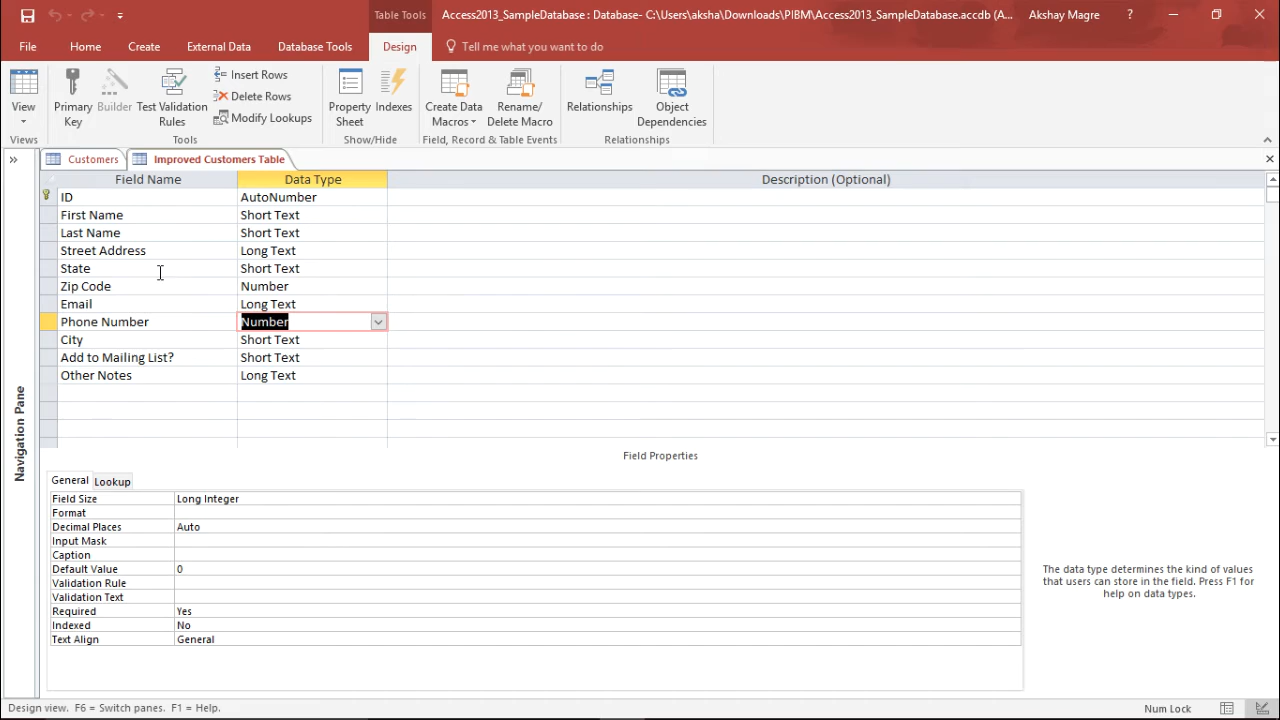 Table Tools
Access2013_SampleDatabase : Database- C:\Users\aksha\Downloads\PIBM\Access2013_SampleDatabase.accdb (A...
Akshay Magre
?
File Home Create External Data Database Tools Design Tell me what you want to do
View
Primary Key
Builder
Test Validation Rules
Insert Rows
Delete Rows
Modify Lookups
Property Sheet
Indexes
Create Data Macros
Rename/ Delete Macro
Relationships
Object Dependencies
Views Tools Show/Hide Field, Record & Table Events Relationships
Customers Improved Customers Table
Field Name Data Type Description (Optional)
ID AutoNumber
First Name Short Text
Last Name Short Text
Street Address Long Text
State Short Text
Zip Code Number
Email Long Text
Phone Number Number
City Short Text
Add to Mailing List? Short Text
Other Notes Long Text
Navigation Pane
Field Properties
General Lookup
Field Size Long Integer
Format
Decimal Places Auto
Input Mask
Caption
Default Value 0
Validation Rule
Validation Text
Required Yes
Indexed No
Text Align General
The data type determines the kind of values
that users can store in the field. Press F1 for
help on data types.
Design view. F6 = Switch panes. F1 = Help.
Num Lock